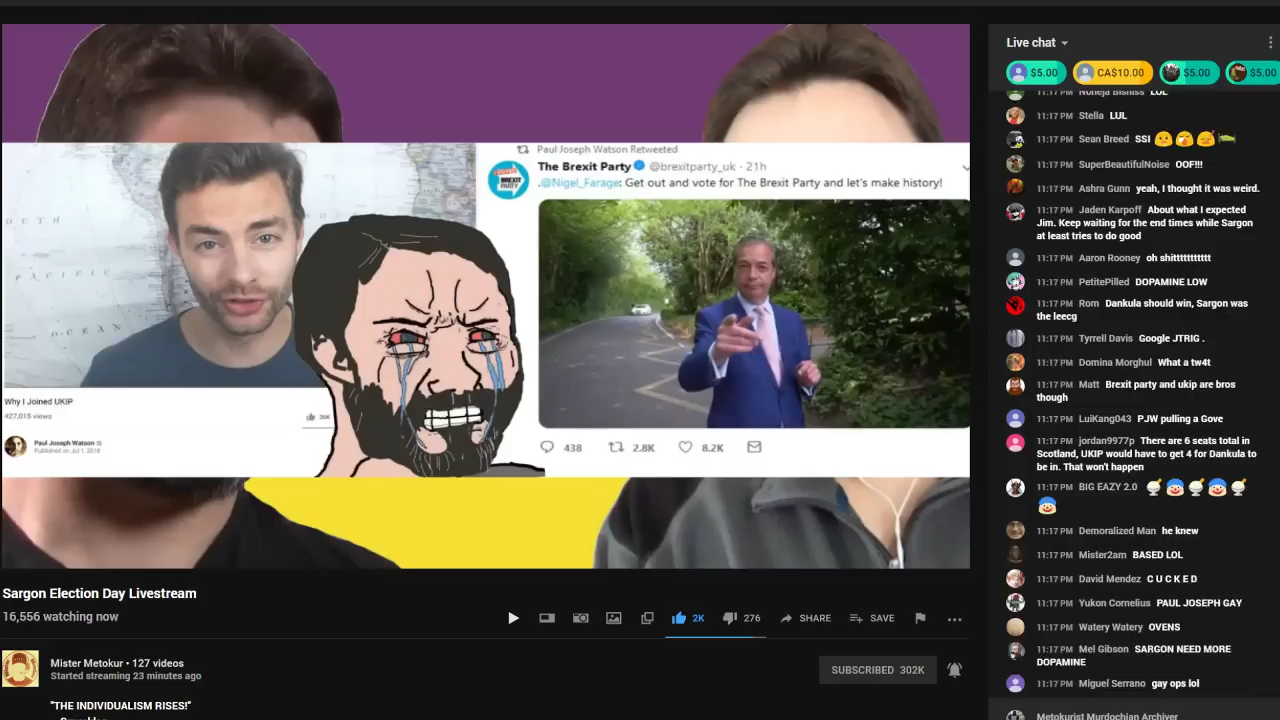 Paul Joseph Watson Retweeted
The Brexit Party @brexitparty_uk · 21h
.@Nigel_Farage: Get out and vote for The Brexit Party and let's make history!
BREXIT
PARTY
PACIFIC
OCEAN
Why I Joined UKIP
427,015 views
Paul Joseph Watson
Published on Jul 1, 2018
438
2.8K
8.2K
Sargon Election Day Livestream
16,556 watching now
2K
276
SHARE
SAVE
Mister Metokur • 127 videos
Started streaming 23 minutes ago
SUBSCRIBED 302K
"THE INDIVIDUALISM RISES!"
Live chat
$5.00
CA$10.00
$5.00
$5.00
11:17 PM Stella LUL
11:17 PM Sean Breed SSI
11:17 PM SuperBeautifulNoise OOF!!!
11:17 PM Ashra Gunn yeah, I thought it was weird.
11:17 PM Jaden Karpoff About what I expected
Jim. Keep waiting for the end times while Sargon
at least tries to do good
11:17 PM Aaron Rooney oh shittttttttttt
11:17 PM PetitePilled DOPAMINE LOW
11:17 PM Rom Dankula should win, Sargon was
the leecg
11:17 PM Tyrrell Davis Google JTRIG .
11:17 PM Domina Morghul What a tw4t
11:17 PM Matt Brexit party and ukip are bros
though
11:17 PM LuiKang043 PJW pulling a Gove
11:17 PM jordan9977p There are 6 seats total in
Scotland, UKIP would have to get 4 for Dankula to
be in. That won't happen
11:17 PM BIG EAZY 2.0
11:17 PM Demoralized Man he knew
11:17 PM Mister2am BASED LOL
11:17 PM David Mendez C U C K E D
11:17 PM Yukon Cornelius PAUL JOSEPH GAY
11:17 PM Watery Watery OVENS
11:17 PM Mel Gibson SARGON NEED MORE
DOPAMINE
11:17 PM Miguel Serrano gay ops lol
Metokurist Murdochian Archiver